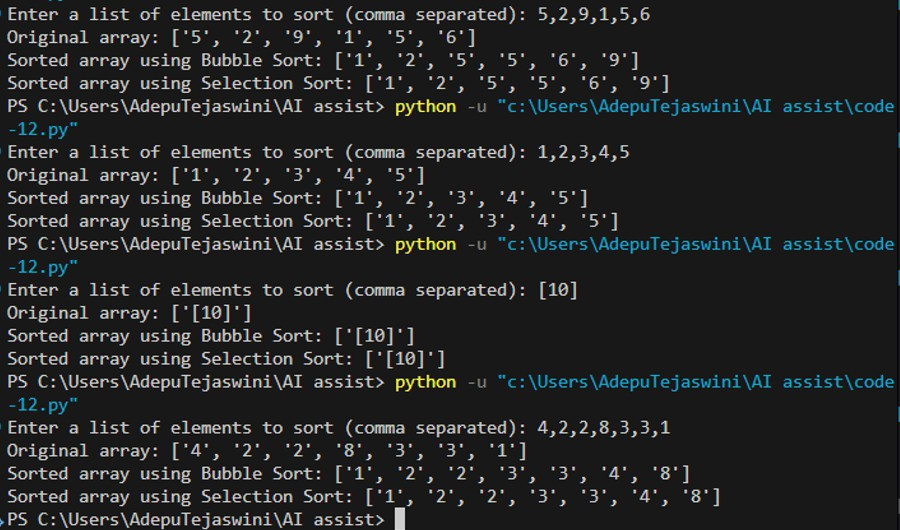 Enter a list of elements to sort (comma separated): 5,2,9,1,5,6
Original array: ['5', '2', '9', '1', '5', '6']
Sorted array using Bubble Sort: ['1', '2', '5', '5', '6', '9']
Sorted array using Selection Sort: ['1', '2', '5', '5', '6', '9']
PS C:\Users\AdepuTejaswini\AI assist> python -u "c:\Users\AdepuTejaswini\AI assist\code
-12.py"
Enter a list of elements to sort (comma separated): 1,2,3,4,5
Original array: ['1', '2', '3', '4', '5']
Sorted array using Bubble Sort: ['1', '2', '3', '4', '5']
Sorted array using Selection Sort: ['1', '2', '3', '4', '5']
PS C:\Users\AdepuTejaswini\AI assist> python -u "c:\Users\AdepuTejaswini\AI assist\code
-12.py"
Enter a list of elements to sort (comma separated): [10]
Original array: ['[10]']
Sorted array using Bubble Sort: ['[10]']
Sorted array using Selection Sort: ['[10]']
PS C:\Users\AdepuTejaswini\AI assist> python -u "c:\Users\AdepuTejaswini\AI assist\code
-12.py"
Enter a list of elements to sort (comma separated): 4,2,2,8,3,3,1
Original array: ['4', '2', '2', '8', '3', '3', '1']
Sorted array using Bubble Sort: ['1', '2', '2', '3', '3', '4', '8']
Sorted array using Selection Sort: ['1', '2', '2', '3', '3', '4', '8']
PS C:\Users\AdepuTejaswini\AI assist>